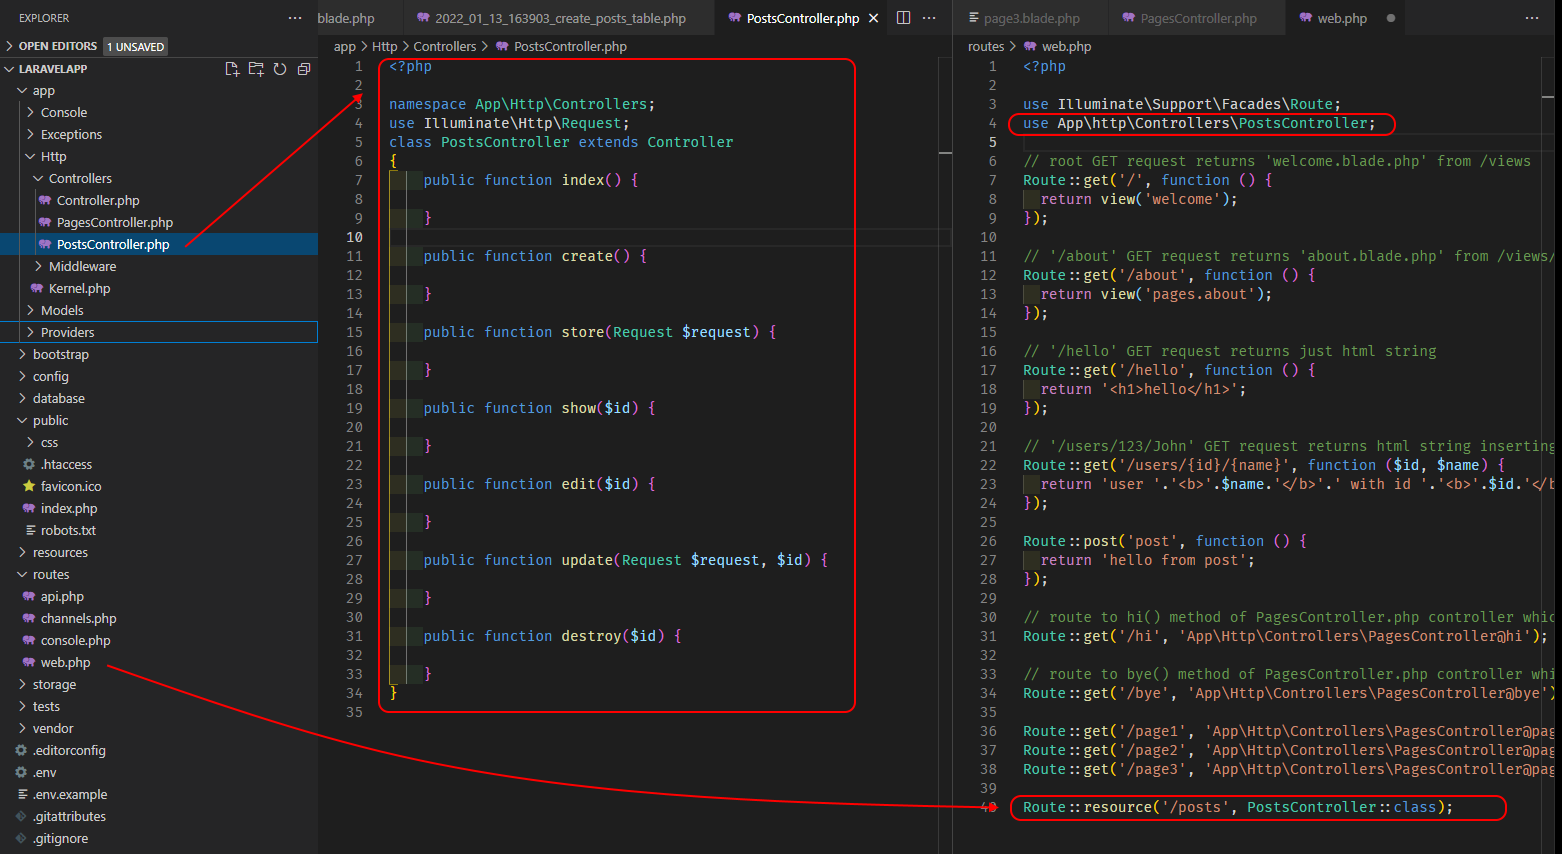 EXPLORER
OPEN EDITORS 1 UNSAVED
LARAVELAPP
app
Console
Exceptions
Http
Controllers
Controller.php
PagesController.php
PostsController.php
Middleware
Kernel.php
Models
Providers
bootstrap
config
database
public
css
.htaccess
favicon.ico
index.php
robots.txt
resources
routes
api.php
channels.php
console.php
web.php
storage
tests
vendor
.editorconfig
.env
.env.example
.gitattributes
.gitignore
blade.php 2022_01_13_163903_create_posts_table.php PostsController.php
app > Http > Controllers > PostsController.php
1 <?php
2
3 namespace App\Http\Controllers;
4 use Illuminate\Http\Request;
5 class PostsController extends Controller
6 {
7 public function index() {
8
9 }
10
11 public function create() {
12
13 }
14
15 public function store(Request $request) {
16
17 }
18
19 public function show($id) {
20
21 }
22
23 public function edit($id) {
24
25 }
26
27 public function update(Request $request, $id) {
28
29 }
30
31 public function destroy($id) {
32
33 }
34 }
35
page3.blade.php PagesController.php web.php
routes > web.php
1 <?php
2
3 use Illuminate\Support\Facades\Route;
4 use App\http\Controllers\PostsController;
5
6 // root GET request returns 'welcome.blade.php' from /views
7 Route::get('/', function () {
8 return view('welcome');
9 });
10
11 // '/about' GET request returns 'about.blade.php' from /views/
12 Route::get('/about', function () {
13 return view('pages.about');
14 });
15
16 // '/hello' GET request returns just html string
17 Route::get('/hello', function () {
18 return '<h1>hello</h1>';
19 });
20
21 // '/users/123/John' GET request returns html string inserting
22 Route::get('/users/{id}/{name}', function ($id, $name) {
23 return 'user '.'<b>'.$name.'</b>'.' with id '.'<b>'.$id.'</b
24 });
25
26 Route::post('post', function () {
27 return 'hello from post';
28 });
29
30 // route to hi() method of PagesController.php controller whic
31 Route::get('/hi', 'App\Http\Controllers\PagesController@hi');
32
33 // route to bye() method of PagesController.php controller whi
34 Route::get('/bye', 'App\Http\Controllers\PagesController@bye')
35
36 Route::get('/page1', 'App\Http\Controllers\PagesController@pag
37 Route::get('/page2', 'App\Http\Controllers\PagesController@pag
38 Route::get('/page3', 'App\Http\Controllers\PagesController@pag
39
40 Route::resource('/posts', PostsController::class);